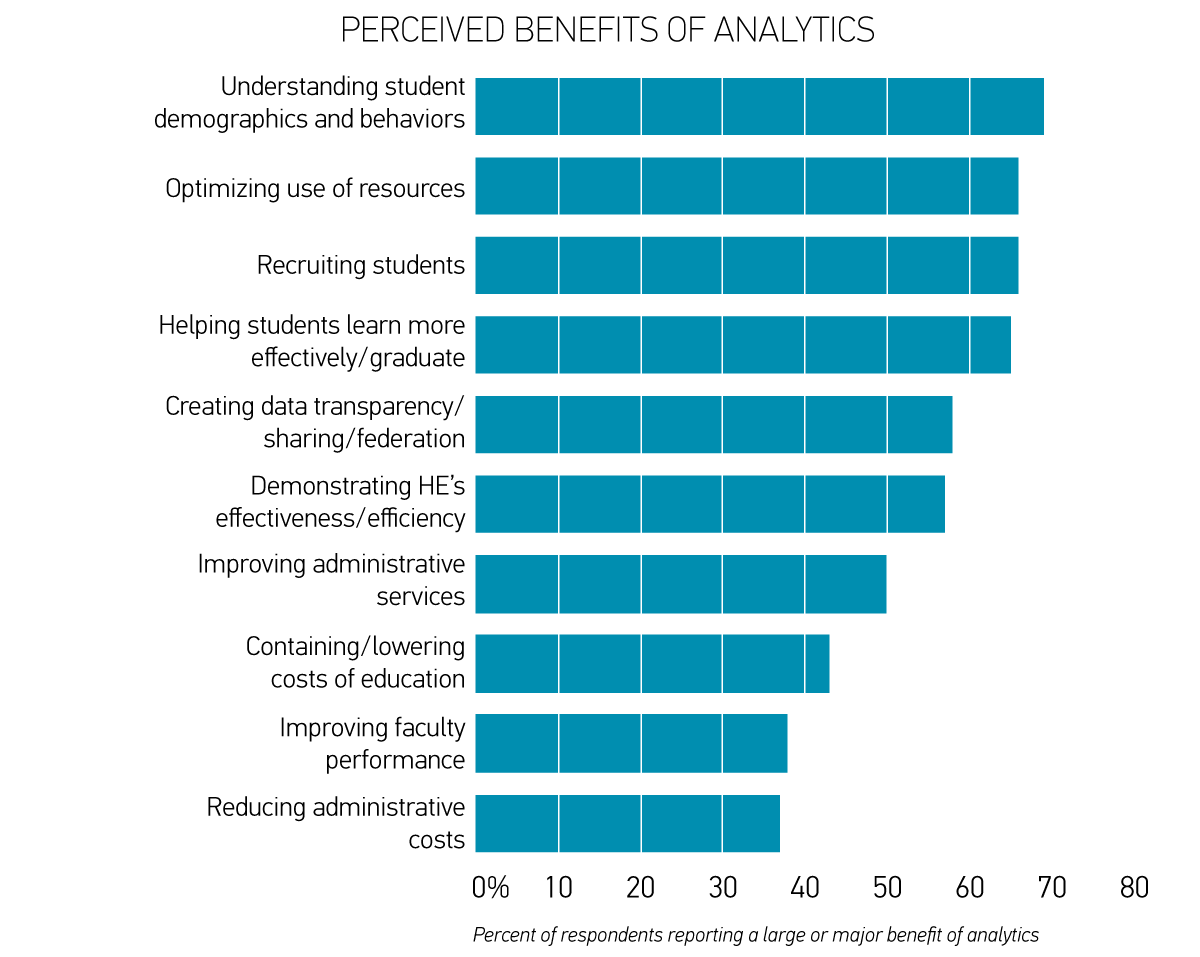 PERCEIVED BENEFITS OF ANALYTICS
Understanding student
demographics and behaviors
Optimizing use of resources
Recruiting students
Helping students learn more
effectively/graduate
Creating data transparency/
sharing/federation
Demonstrating HE’s
effectiveness/efficiency
Improving administrative
services
Containing/lowering
costs of education
Improving faculty
performance
Reducing administrative
costs
0% 10 20 30 40 50 60 70 80
Percent of respondents reporting a large or major benefit of analytics